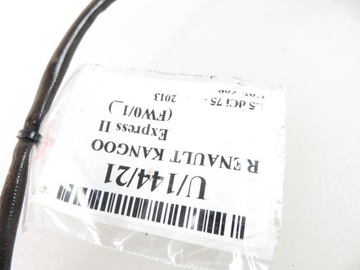 U/144/21
RENAULT KANGOO
Express II
(FW0/1_)
1.5 dCi 75 -
2013